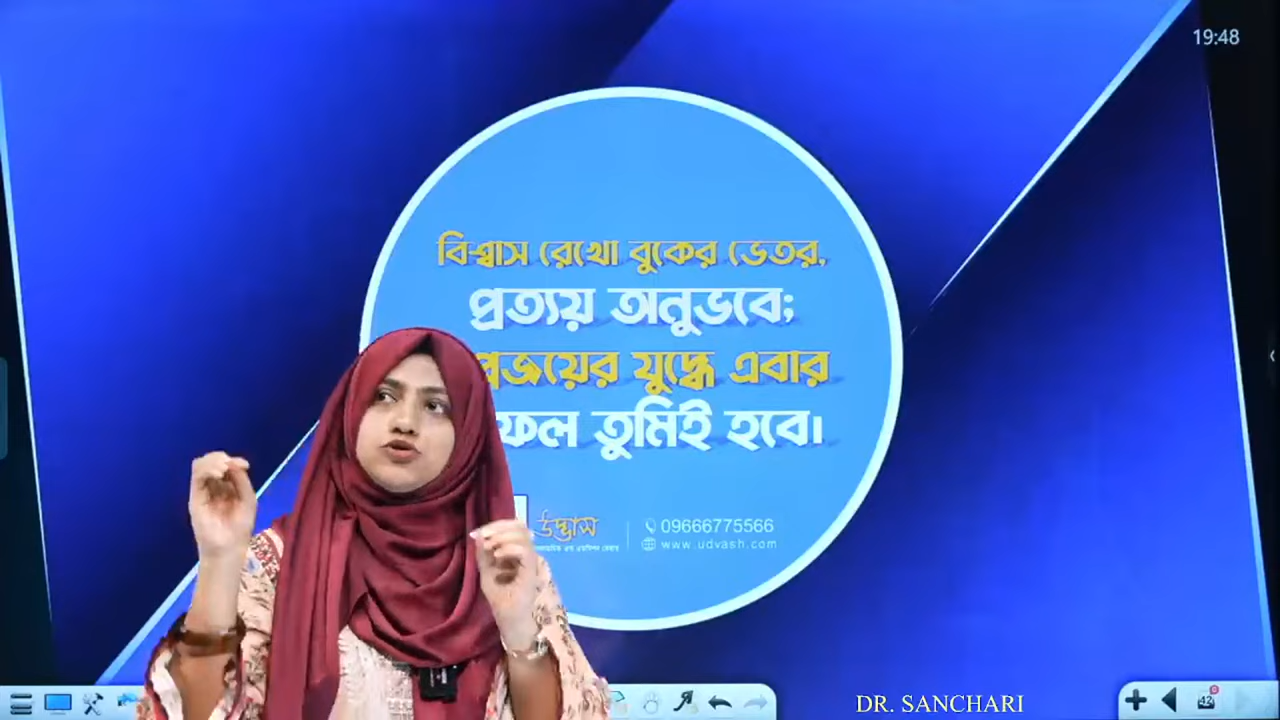 19:48
বিশ্বাস রেখো বুকের ভেতর,
প্রত্যয় অনুভবে;
যুদ্ধে এবার
তুমিই হবে।
উদ্ভাস
09666775566
www.udvash.com
DR. SANCHARI